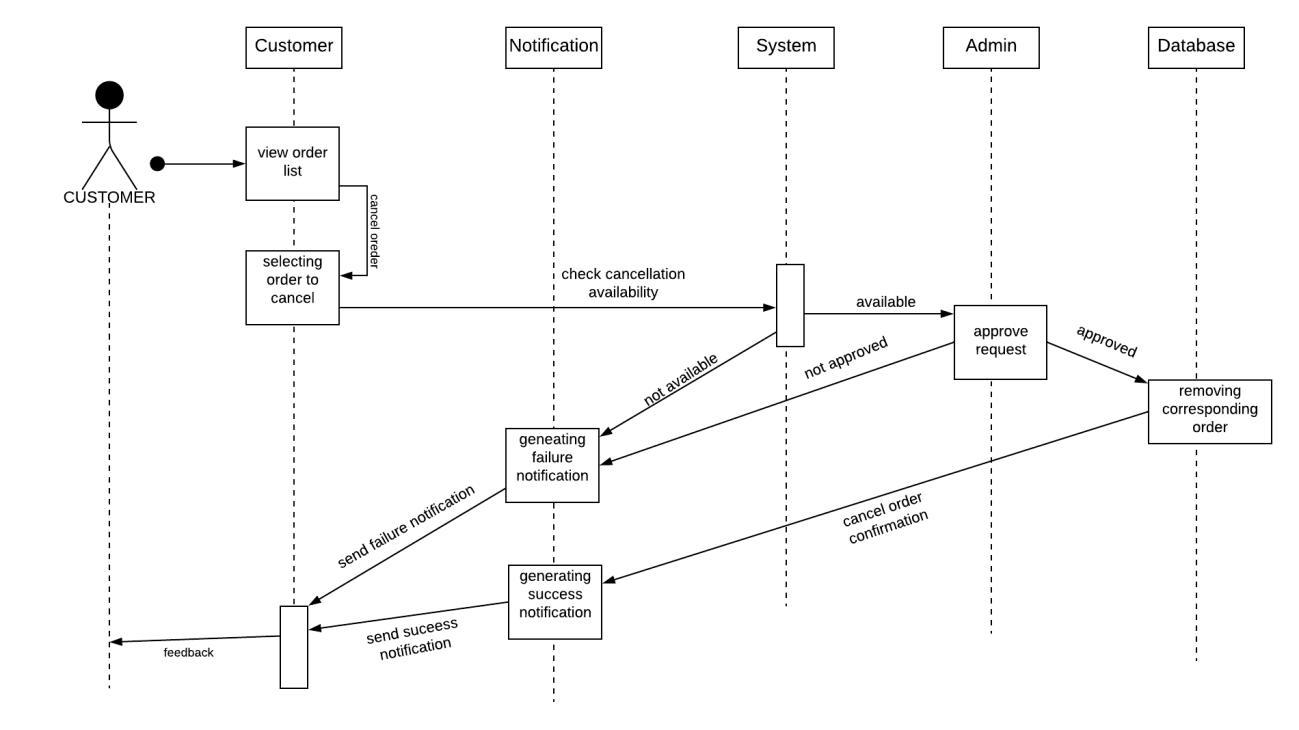 Customer
Notification
System
Admin
Database
CUSTOMER
view order
list
cancel oreder
selecting
order to
cancel
check cancellation
availability
available
approve
request
approved
removing
corresponding
order
not available
not approved
geneating
failure
notification
send failure notification
cancel order
confirmation
generating
success
notification
send suceess
notification
feedback